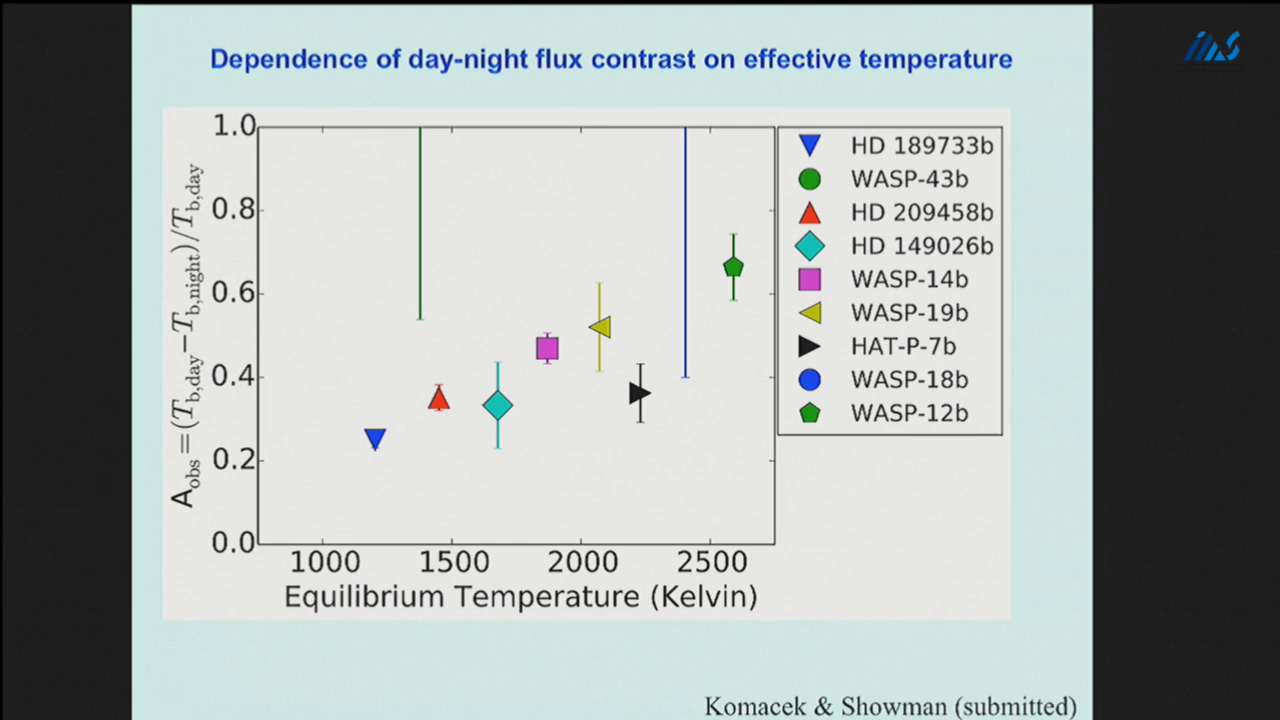 IIAS
Dependence of day-night flux contrast on effective temperature
A_obs=(T_b,day−T_b,night)/T_b,day
1.0
0.8
0.6
0.4
0.2
0.0
1000 1500 2000 2500
Equilibrium Temperature (Kelvin)
HD 189733b
WASP-43b
HD 209458b
HD 149026b
WASP-14b
WASP-19b
HAT-P-7b
WASP-18b
WASP-12b
Komacek & Showman (submitted)